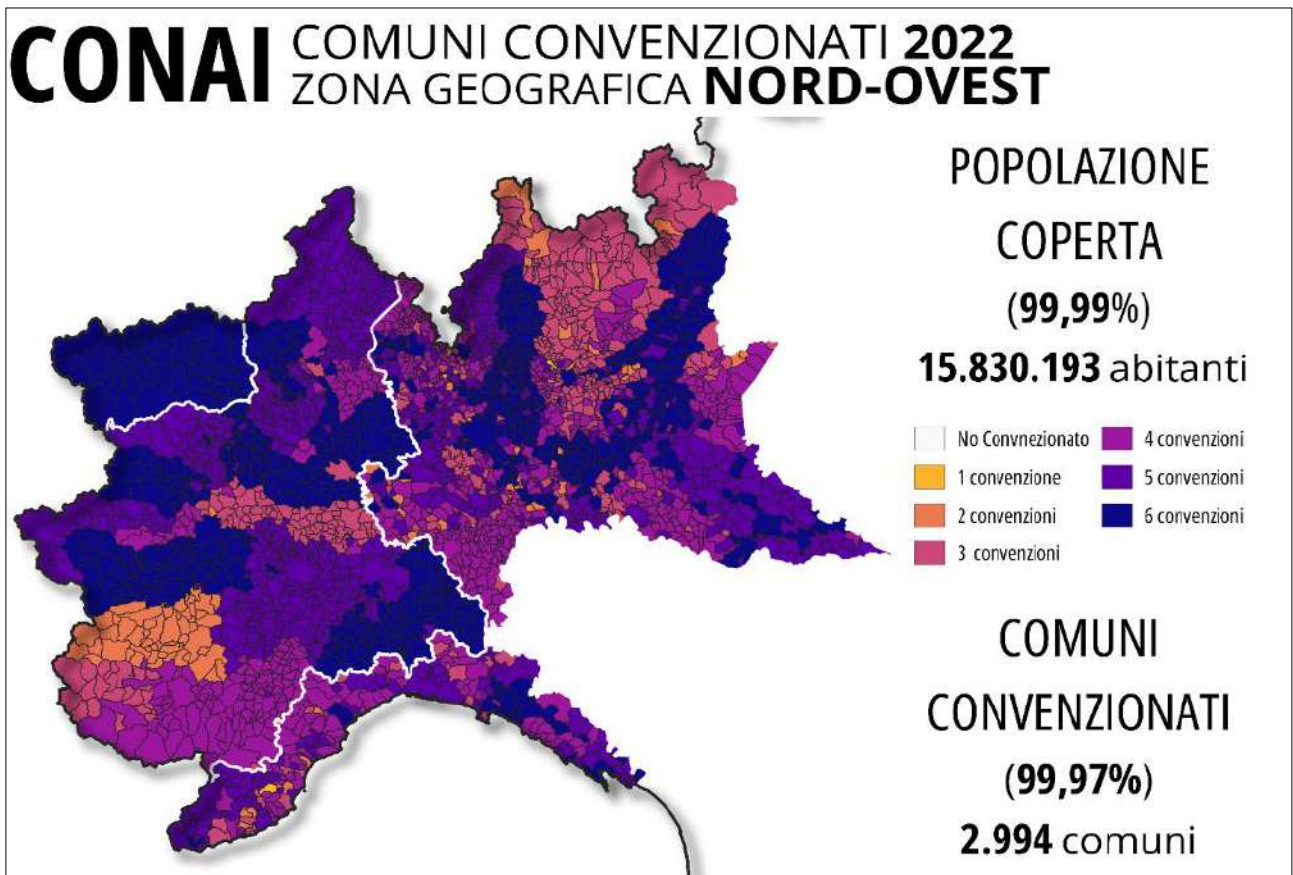 CONAI
COMUNI CONVENZIONATI 2022
ZONA GEOGRAFICA NORD-OVEST
POPOLAZIONE
COPERTA
(99,99%)
15.830.193 abitanti
No Convnezionato
1 convenzione
2 convenzioni
3 convenzioni
4 convenzioni
5 convenzioni
6 convenzioni
COMUNI
CONVENZIONATI
(99,97%)
2.994 comuni